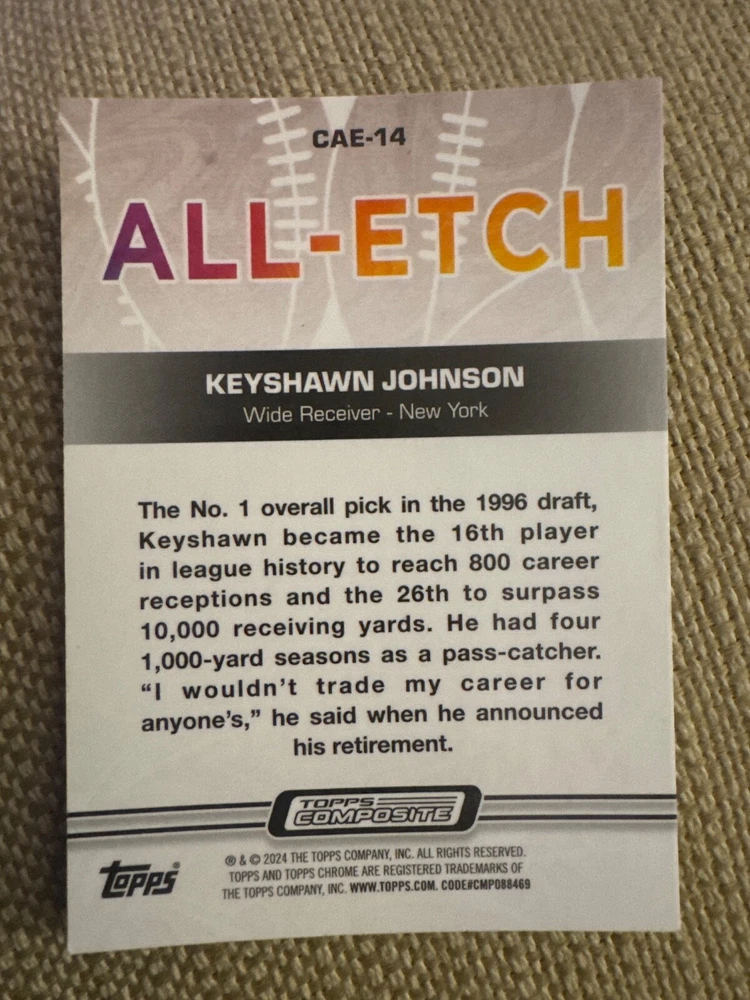 CAE-14
ALL-ETCH
KEYSHAWN JOHNSON
Wide Receiver - New York
The No. 1 overall pick in the 1996 draft,
Keyshawn became the 16th player
in league history to reach 800 career
receptions and the 26th to surpass
10,000 receiving yards. He had four
1,000-yard seasons as a pass-catcher.
“I wouldn’t trade my career for
anyone’s,” he said when he announced
his retirement.
TOPPS
COMPOSITE
topps®
® & © 2024 THE TOPPS COMPANY, INC. ALL RIGHTS RESERVED.
TOPPS AND TOPPS CHROME ARE REGISTERED TRADEMARKS OF
THE TOPPS COMPANY, INC. WWW.TOPPS.COM. CODE#CMP088469